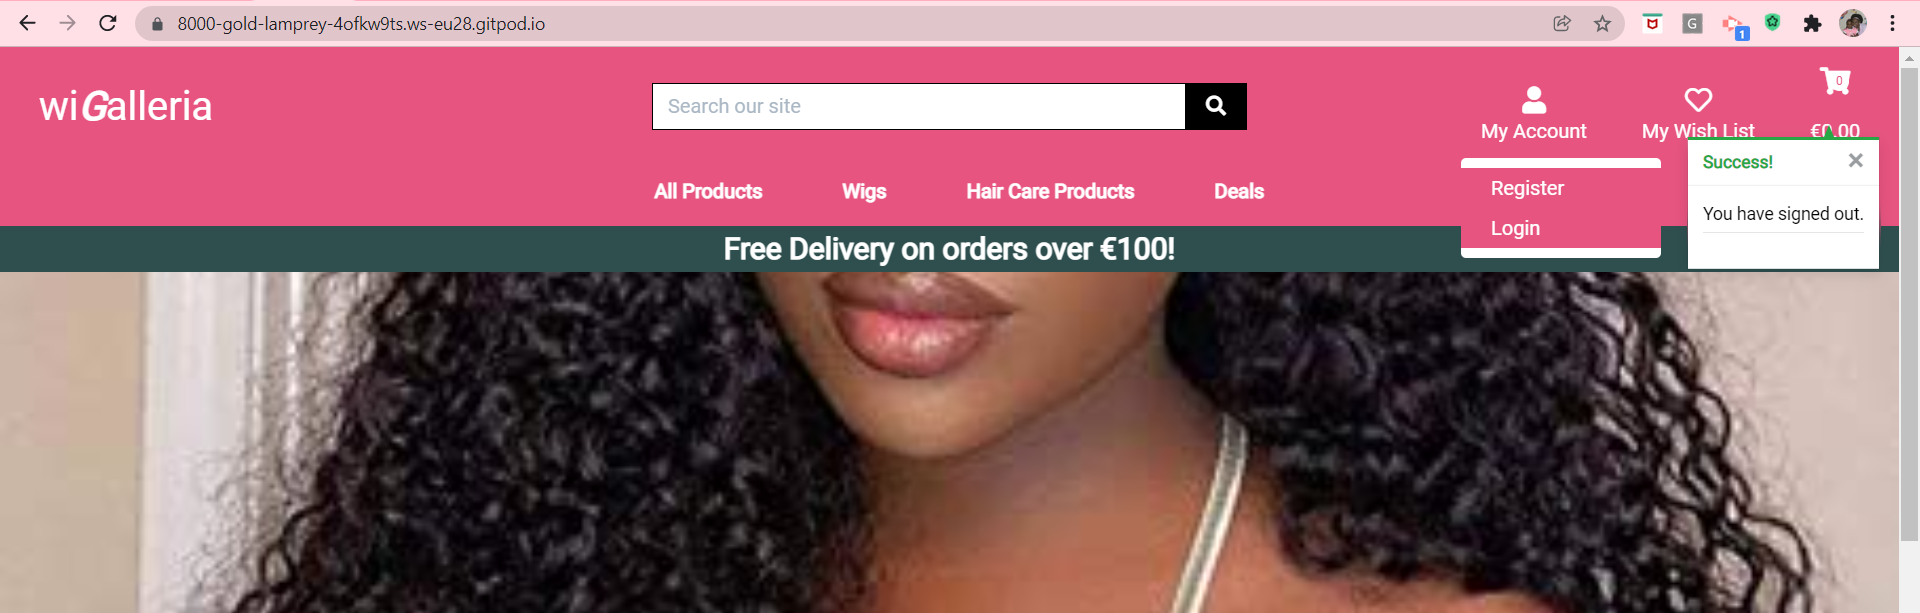 8000-gold-lamprey-4ofkw9ts.ws-eu28.gitpod.io
G
1
wiGalleria
Search our site
My Account
My Wish List
0
€0.00
All Products
Wigs
Hair Care Products
Deals
Register
Login
Success!
×
You have signed out.
Free Delivery on orders over €100!